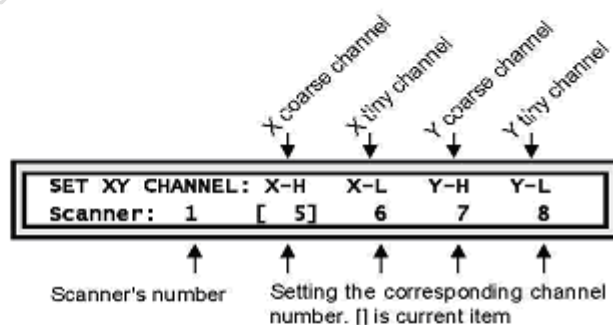 X coarse channel
X tiny channel
Y coarse channel
Y tiny channel
SET XY CHANNEL: X-H X-L Y-H Y-L
Scanner: 1 [ 5] 6 7 8
Scanner's number
Setting the corresponding channel
number. [] is current item